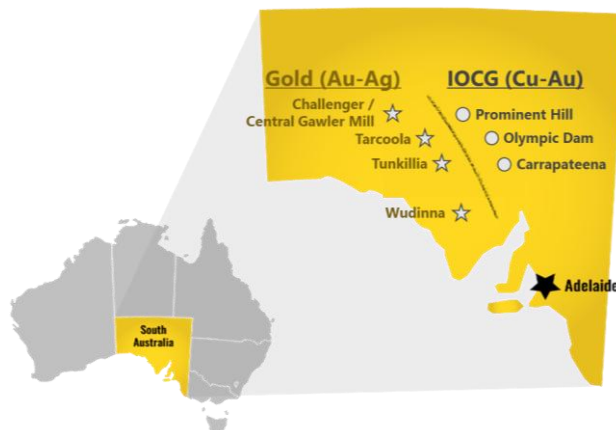 Gold (Au-Ag)
IOCG (Cu-Au)
Challenger /
Central Gawler Mill
Prominent Hill
Tarcoola
Olympic Dam
Tunkillia
Carrapateena
Wudinna
Adelaide
South
Australia